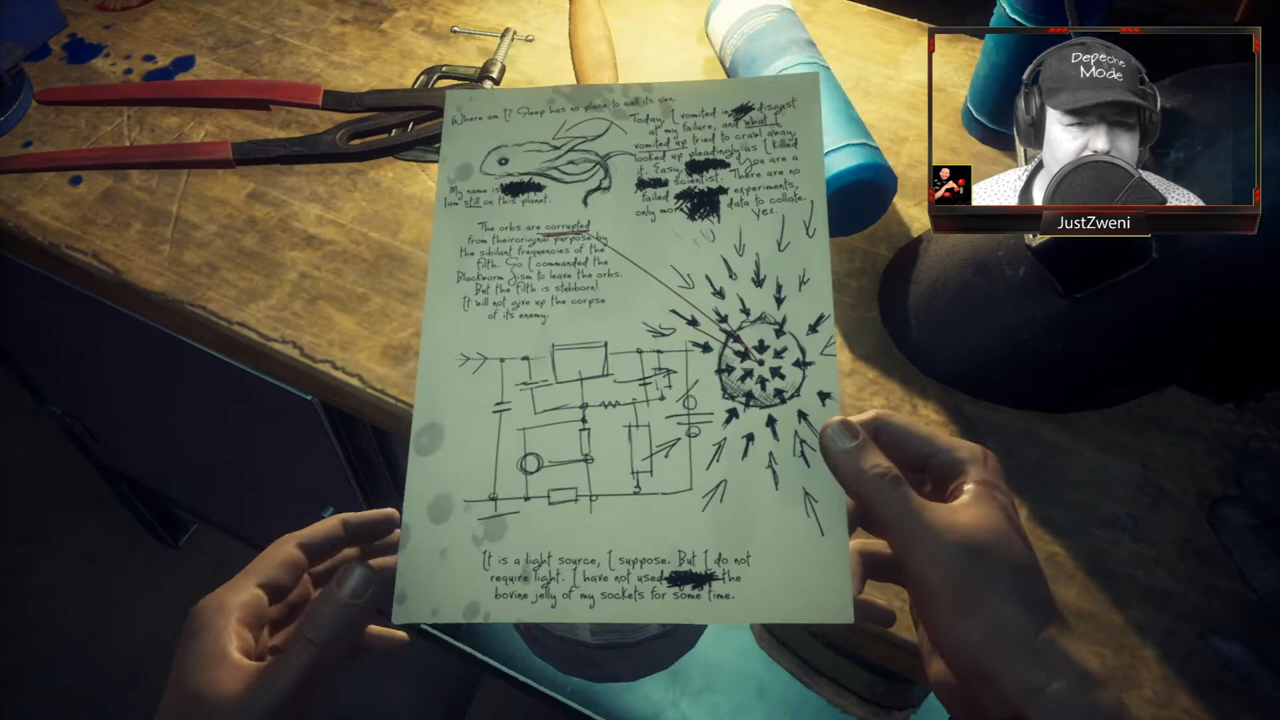 Where am I? Sleep has no place to call its own.
My name is
I am still on this planet.
Today, I vomited in disgust
at my failure, and what I
vomited up tried to crawl away,
looked up pleadingly as I killed
it. Easy. You are a
scientist. There are no
failed experiments,
only more data to collate.
Yes.
The orbs are corrupted
from their original purpose by
the sibilant frequencies of the
filth. So I commanded the
Blackworm Jism to leave the orbs.
But the filth is stubborn!
It will not give up the corpse
of its enemy.
It is a light source, I suppose. But I do not
require light. I have not used the
bovine jelly of my sockets for some time.
Depeche
Mode
JustZweni